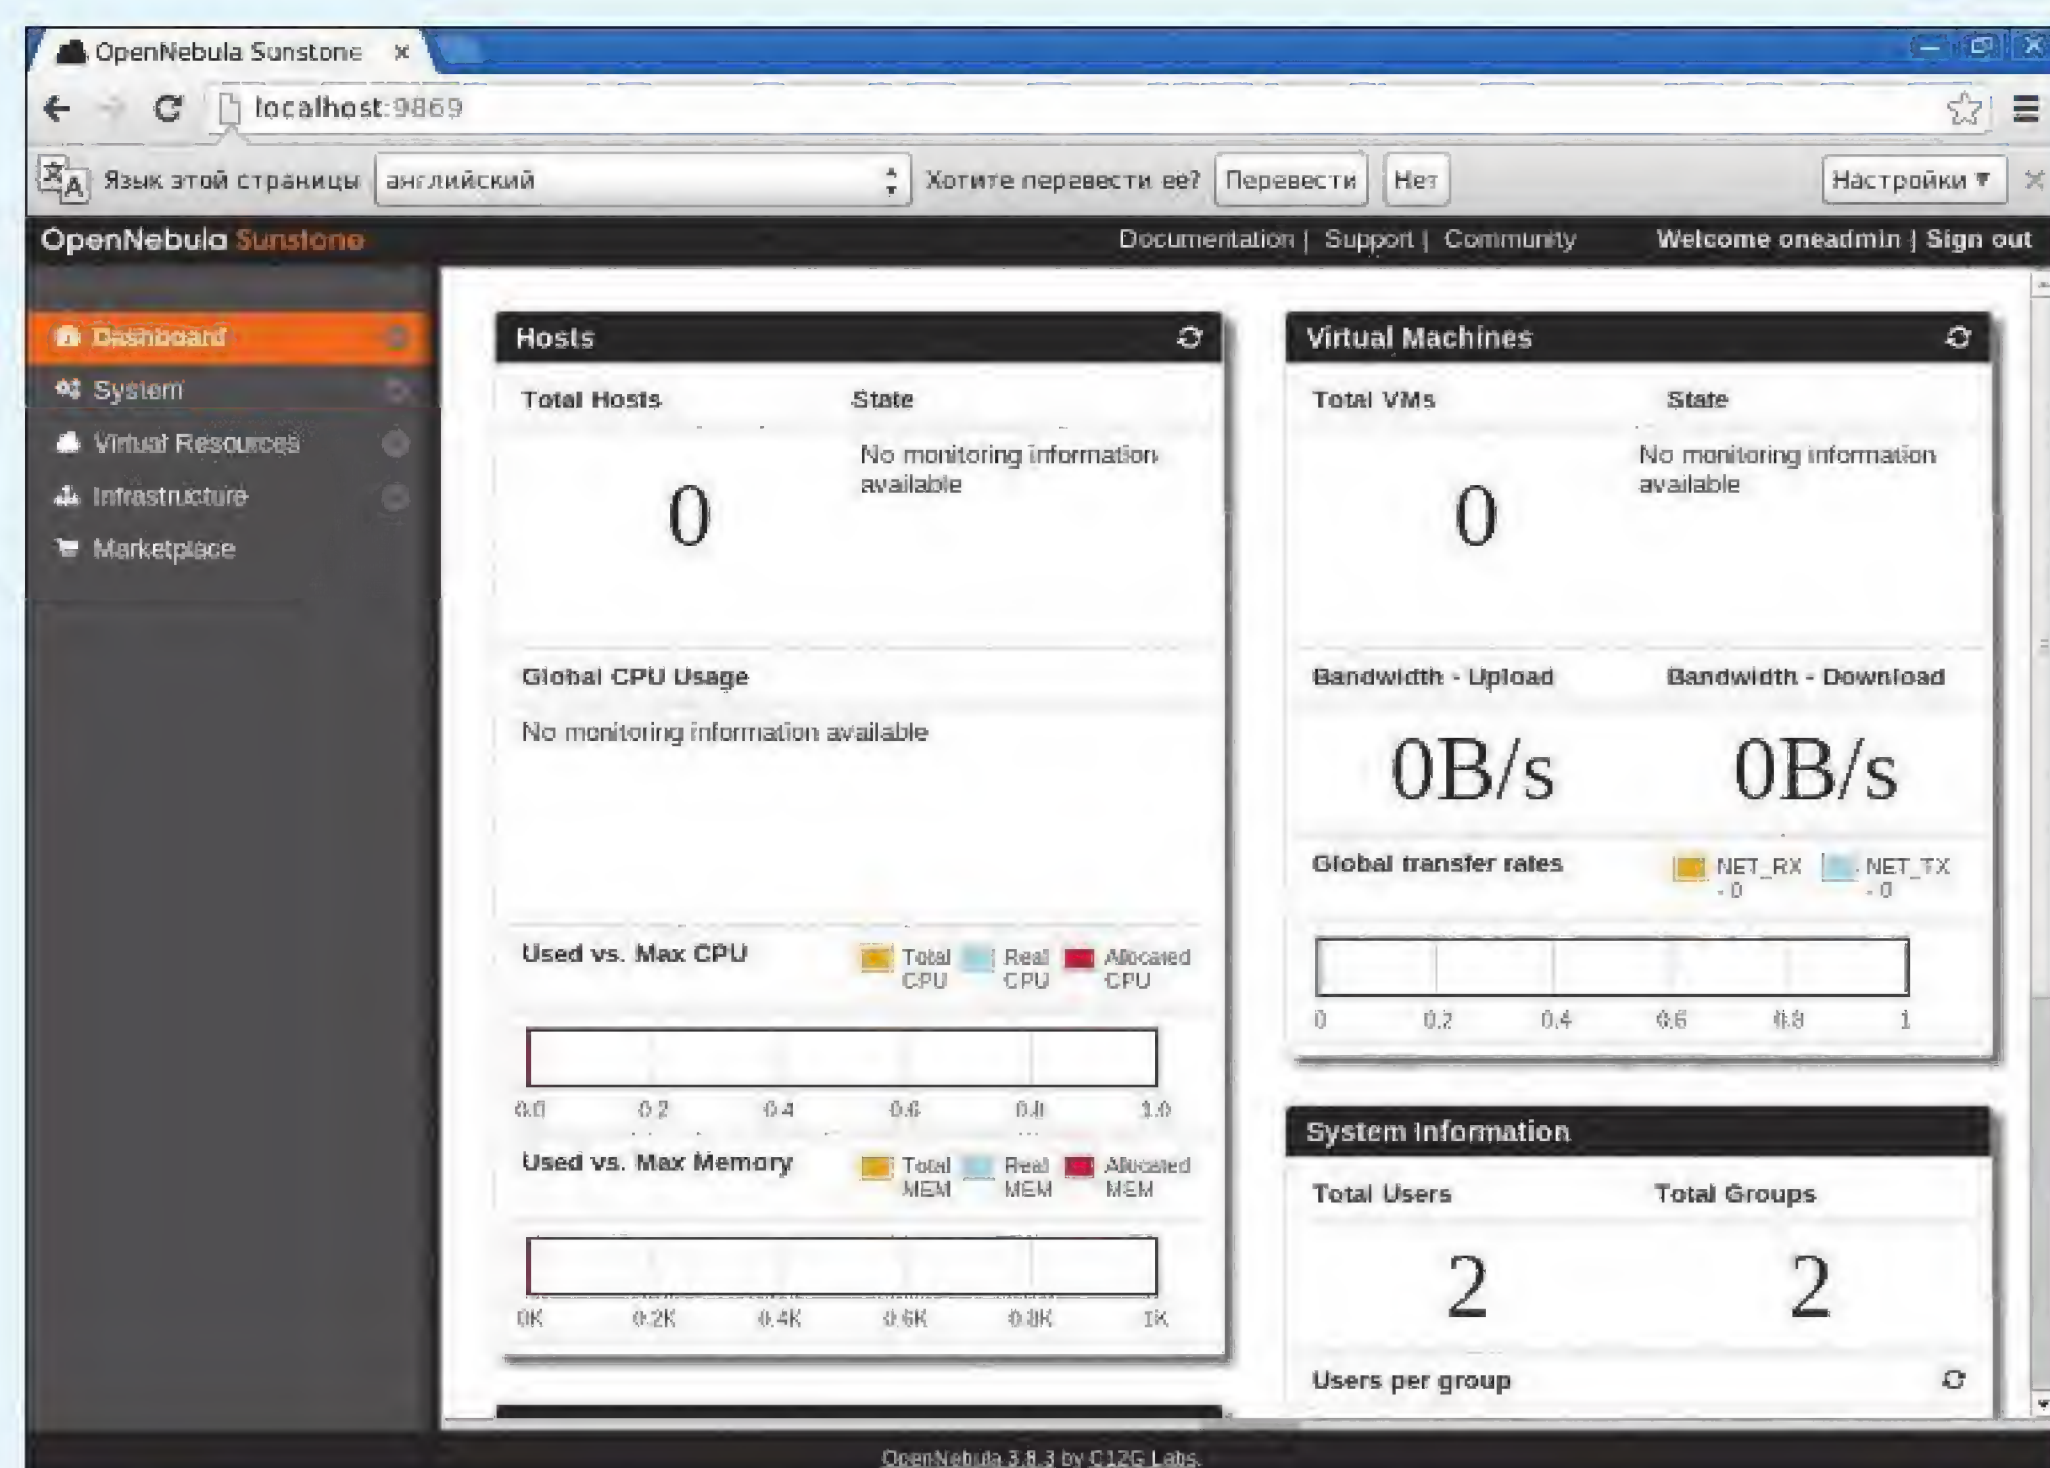 OpenNebula Sunstone
localhost:9869
Язык этой страницы английский Хотите перевести её? Перевести Нет Настройки
OpenNebula Sunstone Documentation | Support | Community Welcome oneadmin | Sign out
Dashboard
System
Virtual Resources
Infrastructure
Marketplace
Hosts
Total Hosts State
0 No monitoring information
available
Global CPU Usage
No monitoring information available
Used vs. Max CPU Total CPU Real CPU Allocated CPU
0.0 0.2 0.4 0.6 0.8 1.0
Used vs. Max Memory Total MEM Real MEM Allocated MEM
0K 0.2K 0.4K 0.6K 0.8K 1K
Virtual Machines
Total VMs State
0 No monitoring information
available
Bandwidth - Upload Bandwidth - Download
0B/s 0B/s
Global transfer rates NET_RX - 0 NET_TX - 0
0 0.2 0.4 0.6 0.8 1
System Information
Total Users Total Groups
2 2
Users per group
OpenNebula 3.8.3 by C12G Labs.